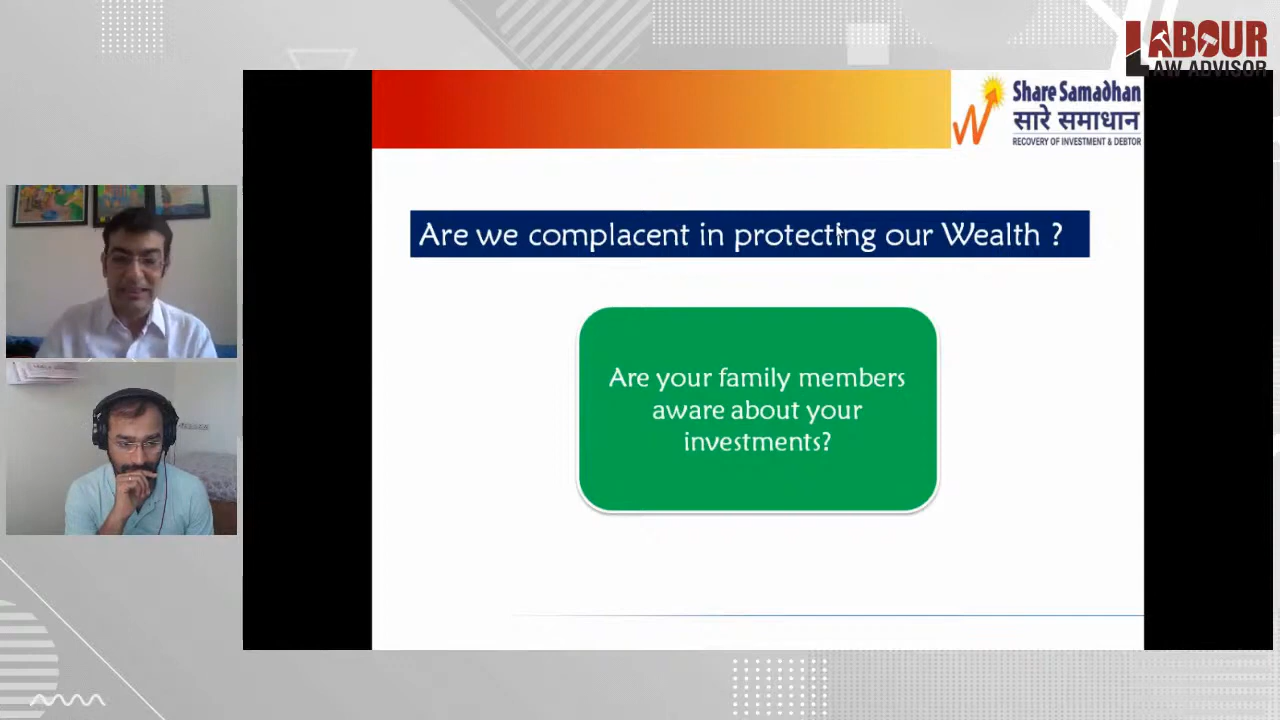 LABOUR
LAW ADVISOR
Share Samadhan
सारे समाधान
RECOVERY OF INVESTMENT & DEBTOR
Are we complacent in protecting our Wealth ?
Are your family members
aware about your
investments?